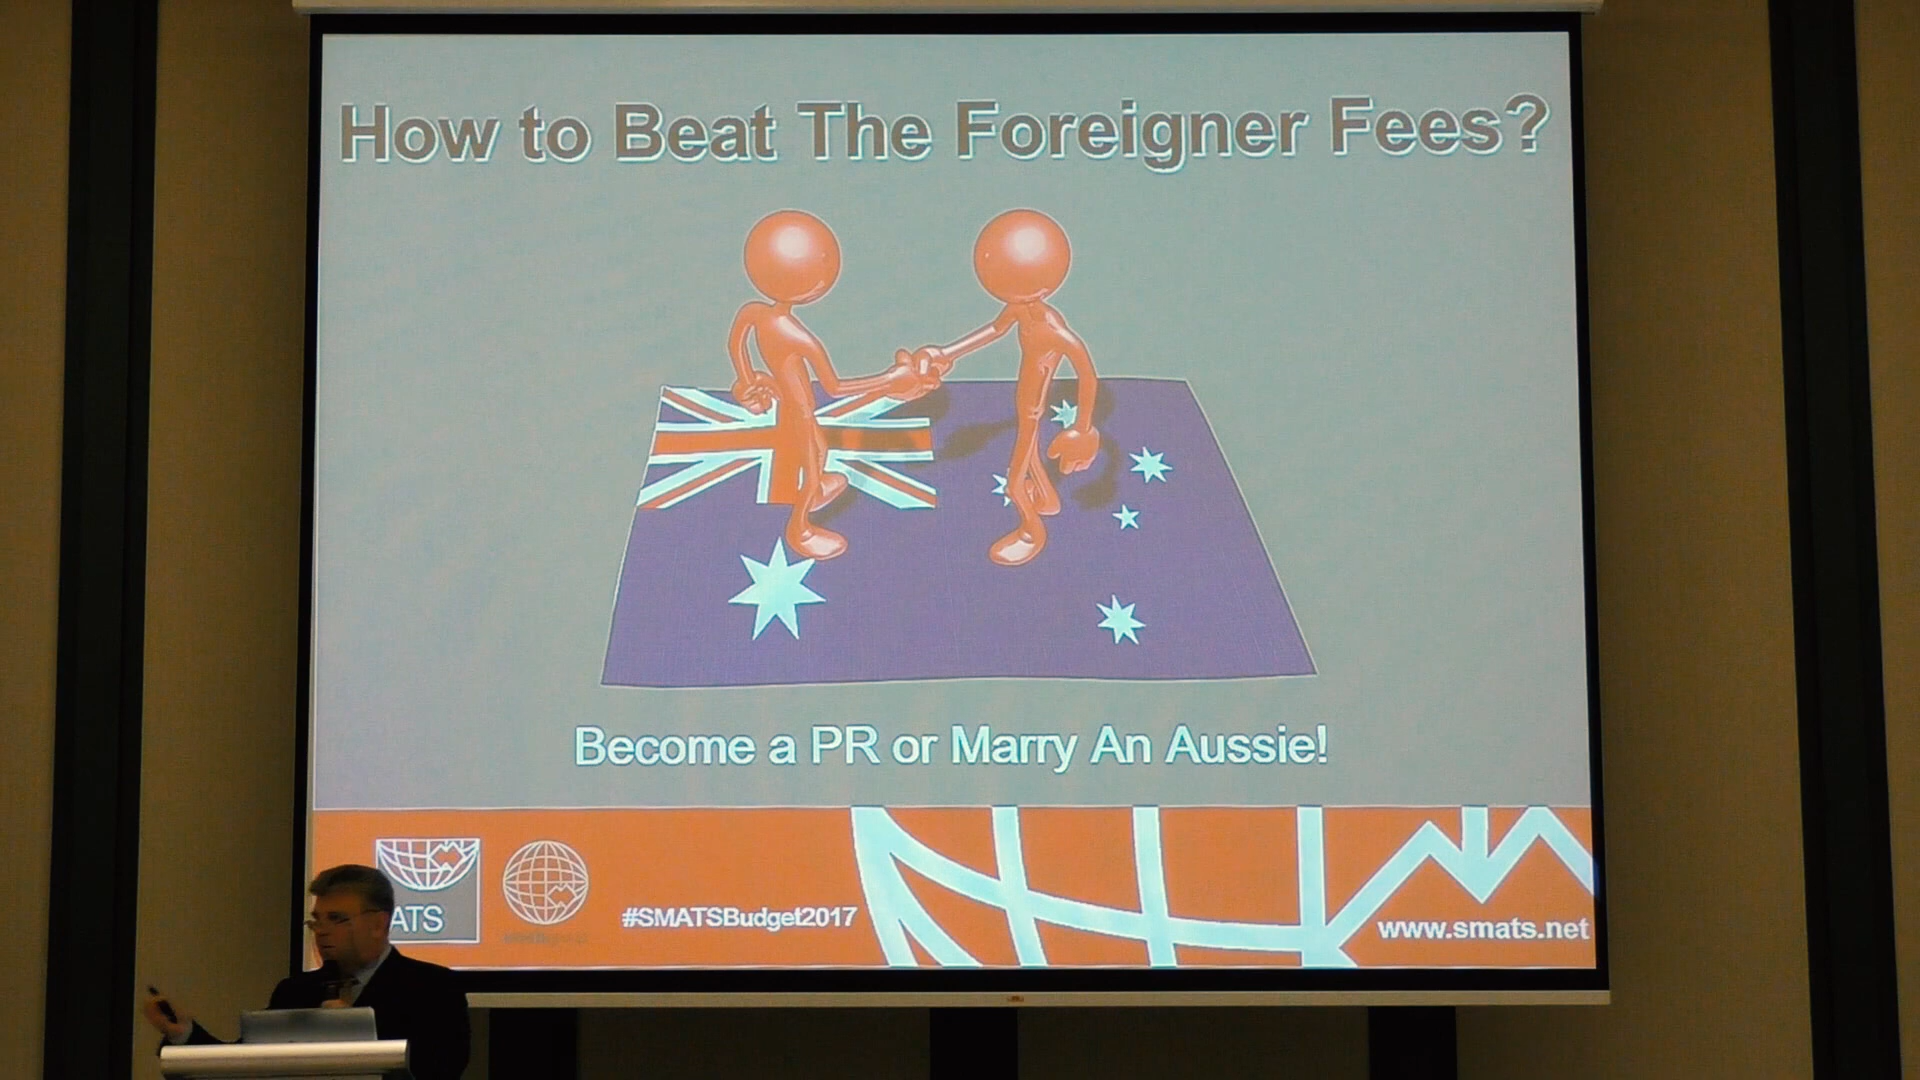 How to Beat The Foreigner Fees?
Become a PR or Marry An Aussie!
ATS
#SMATSBudget2017
www.smats.net